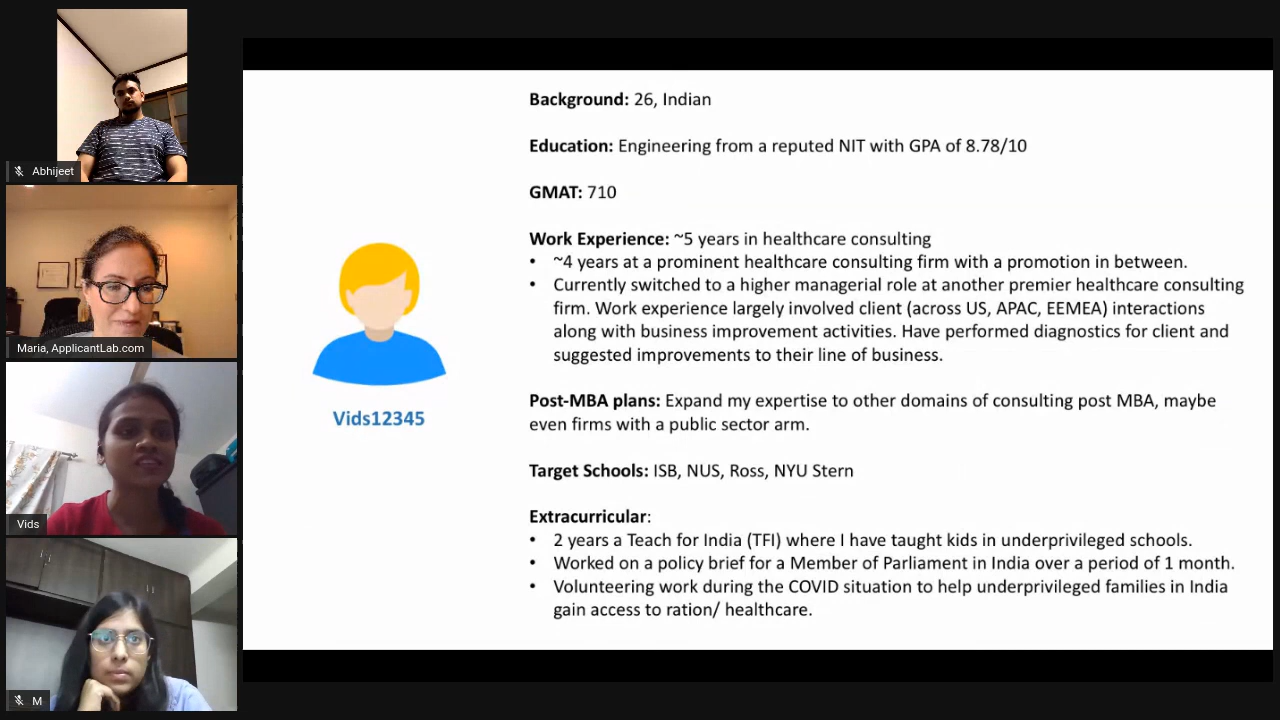 Abhijeet
Maria, ApplicantLab.com
Vids
M
Vids12345
Background: 26, Indian
Education: Engineering from a reputed NIT with GPA of 8.78/10
GMAT: 710
Work Experience: ~5 years in healthcare consulting
• ~4 years at a prominent healthcare consulting firm with a promotion in between.
• Currently switched to a higher managerial role at another premier healthcare consulting
firm. Work experience largely involved client (across US, APAC, EEMEA) interactions
along with business improvement activities. Have performed diagnostics for client and
suggested improvements to their line of business.
Post-MBA plans: Expand my expertise to other domains of consulting post MBA, maybe
even firms with a public sector arm.
Target Schools: ISB, NUS, Ross, NYU Stern
Extracurricular:
• 2 years a Teach for India (TFI) where I have taught kids in underprivileged schools.
• Worked on a policy brief for a Member of Parliament in India over a period of 1 month.
• Volunteering work during the COVID situation to help underprivileged families in India
gain access to ration/ healthcare.